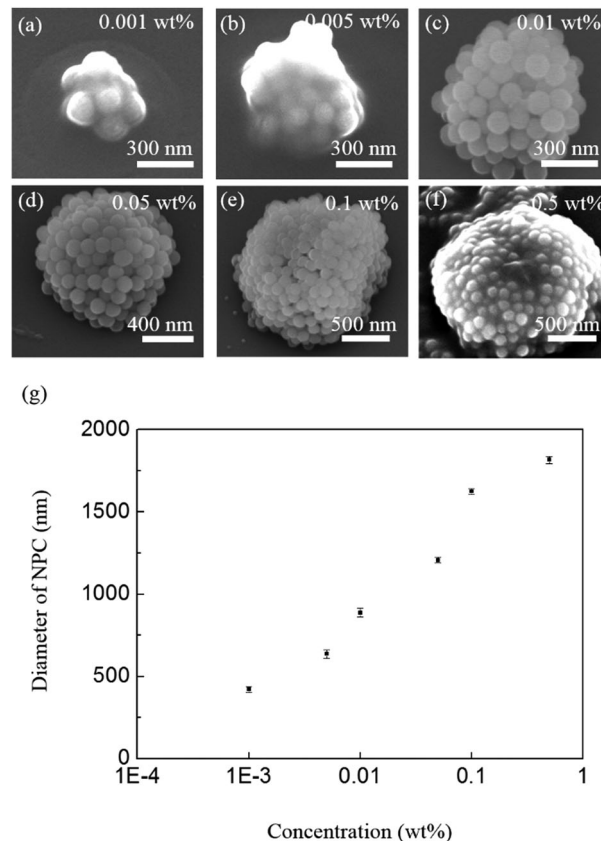 (a) 0.001 wt%
300 nm
(b) 0.005 wt%
300 nm
(c) 0.01 wt%
300 nm
(d) 0.05 wt%
400 nm
(e) 0.1 wt%
500 nm
(f) 0.5 wt%
500 nm
(g)
2000
1500
1000
500
0
Diameter of NPC (nm)
1E-4 1E-3 0.01 0.1 1
Concentration (wt%)